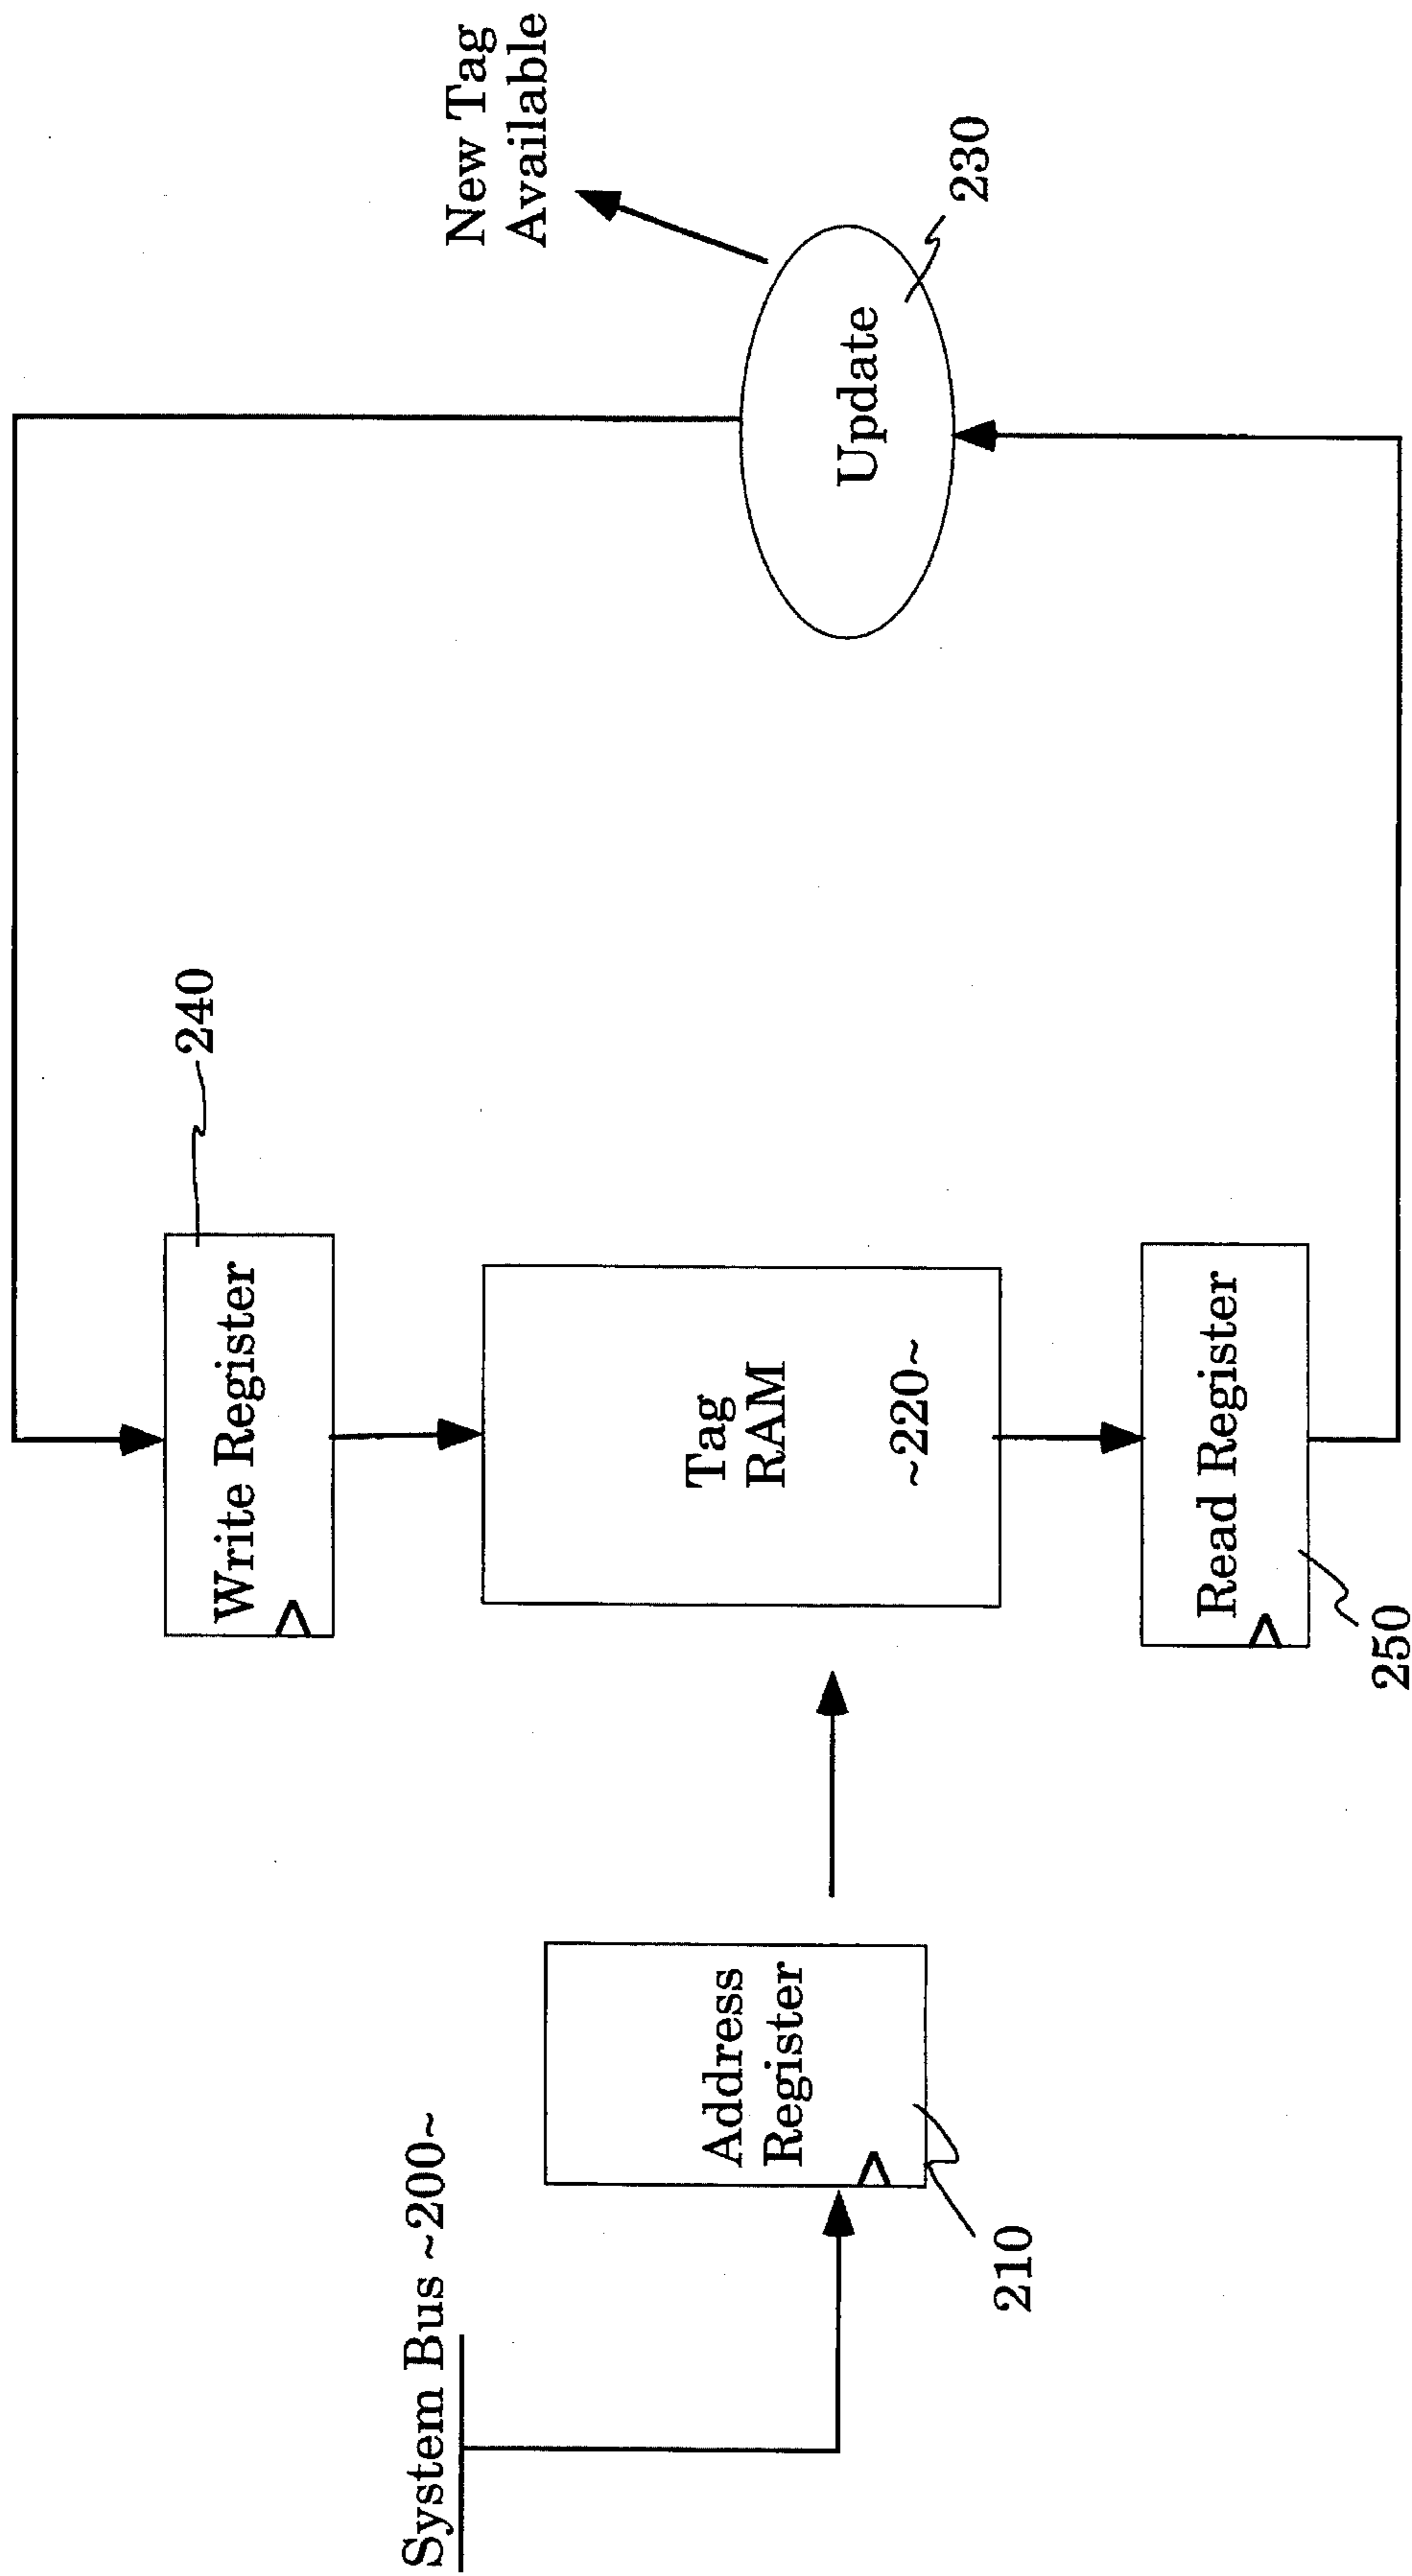 System Bus ~200~
Address
Register
210
Write Register
240
Tag
RAM
~220~
Read Register
250
Update
230
New Tag
Available